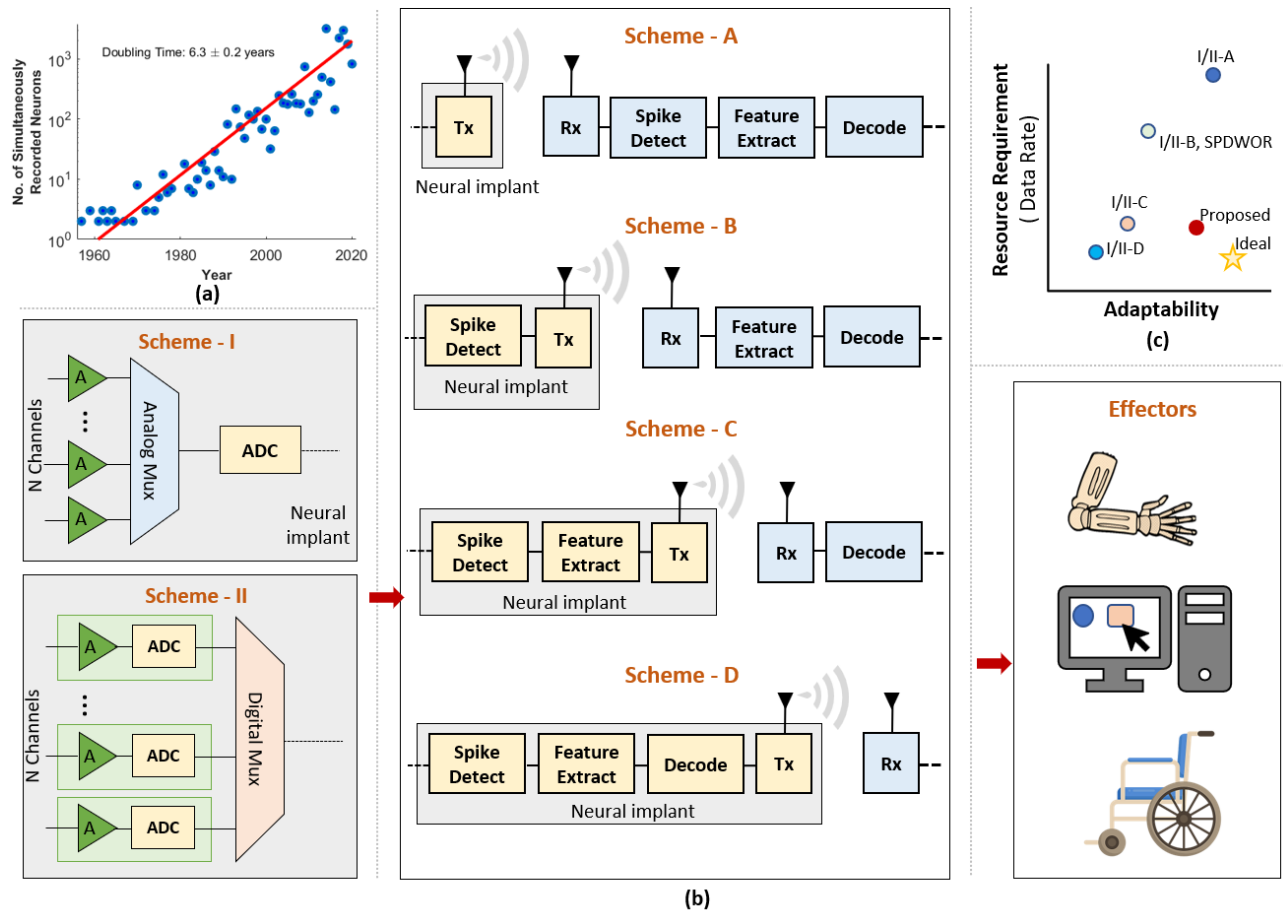 No. of Simultaneously
Recorded Neurons
10^3
10^2
10^1
10^0
Doubling Time: 6.3 ± 0.2 years
1960
1980
2000
2020
Year
(a)
Scheme - I
N Channels
A
A
A
Analog Mux
ADC
Neural
implant
Scheme - II
N Channels
A
ADC
A
ADC
A
ADC
Digital Mux
Scheme - A
Tx
Neural implant
Rx
Spike
Detect
Feature
Extract
Decode
Scheme - B
Spike
Detect
Tx
Neural implant
Rx
Feature
Extract
Decode
Scheme - C
Spike
Detect
Feature
Extract
Tx
Neural implant
Rx
Decode
Scheme - D
Spike
Detect
Feature
Extract
Decode
Tx
Neural implant
Rx
(b)
Resource Requirement
( Data Rate)
I/II-A
I/II-B, SPDWOR
I/II-C
Proposed
I/II-D
Ideal
Adaptability
(c)
Effectors